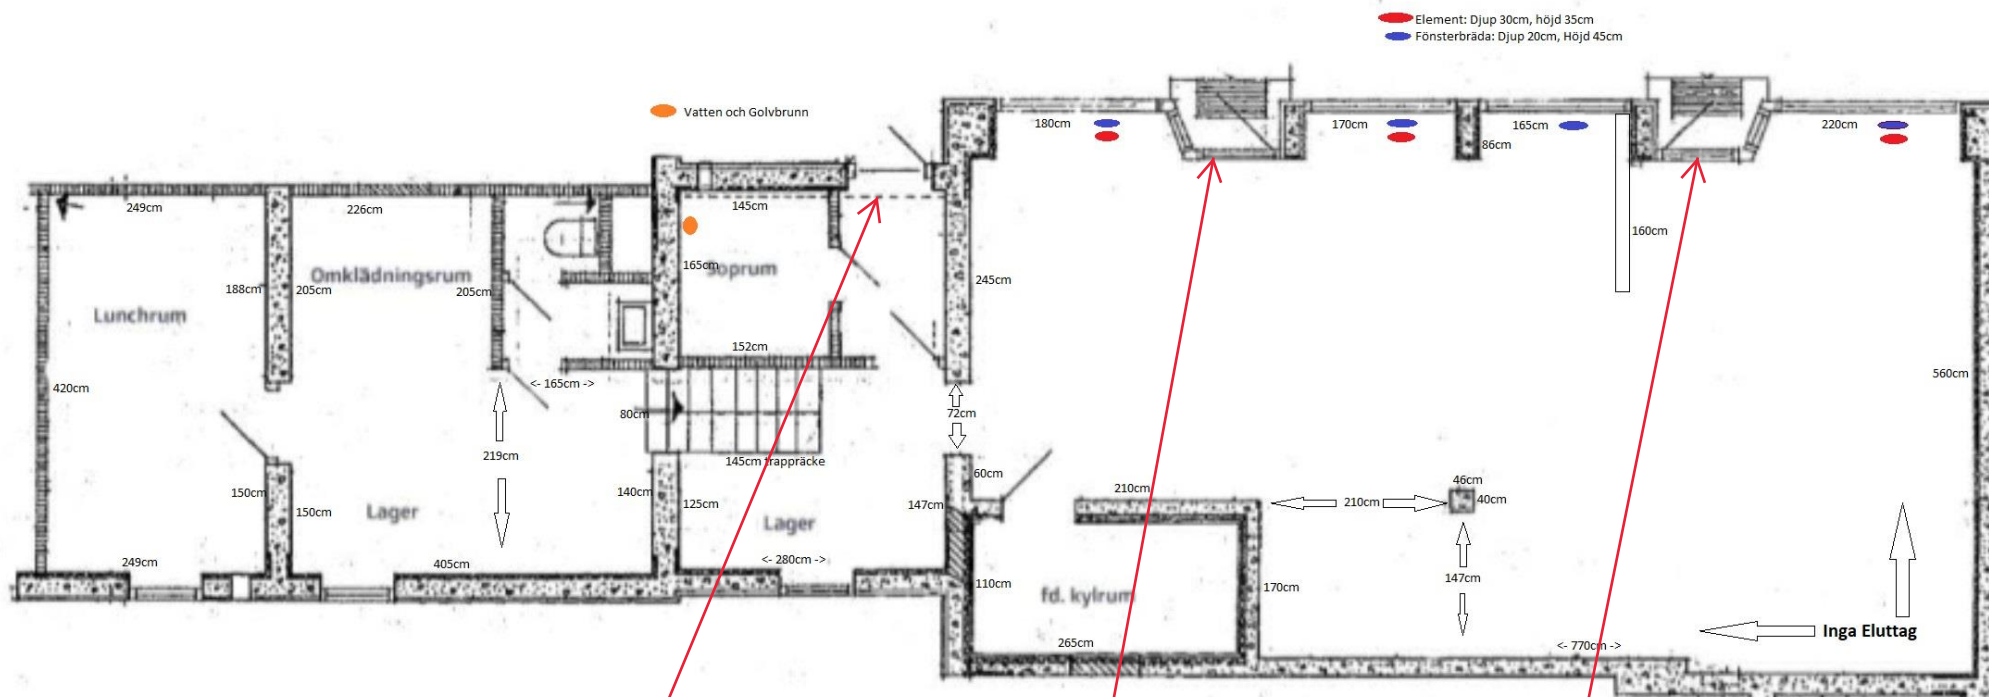 Element: Djup 30cm, höjd 35cm
Fönsterbräda: Djup 20cm, Höjd 45cm
Vatten och Golvbrunn
180cm
170cm
165cm
220cm
86cm
249cm
226cm
145cm
160cm
Omklädningsrum
Soprum
165cm
188cm
205cm
205cm
245cm
Lunchrum
152cm
420cm
<- 165cm ->
560cm
80cm
72cm
219cm
145cm trappräcke
60cm
46cm
150cm
140cm
210cm
210cm
40cm
150cm
125cm
147cm
Lager
Lager
249cm
405cm
<- 280cm ->
110cm
fd. kylrum
170cm
147cm
265cm
<- 770cm ->
Inga Eluttag